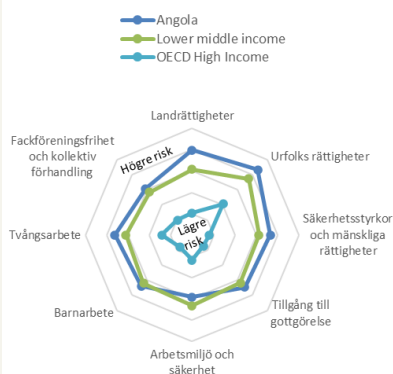 Angola
Lower middle income
OECD High Income
Landrättigheter
Fackföreningsfrihet
och kollektiv
förhandling
Högre risk
Urfolks rättigheter
Säkerhetsstyrkor
och mänskliga
rättigheter
Tvångsarbete
Lägre
risk
Tillgång till
gottgörelse
Barnarbete
Arbetsmiljö och
säkerhet